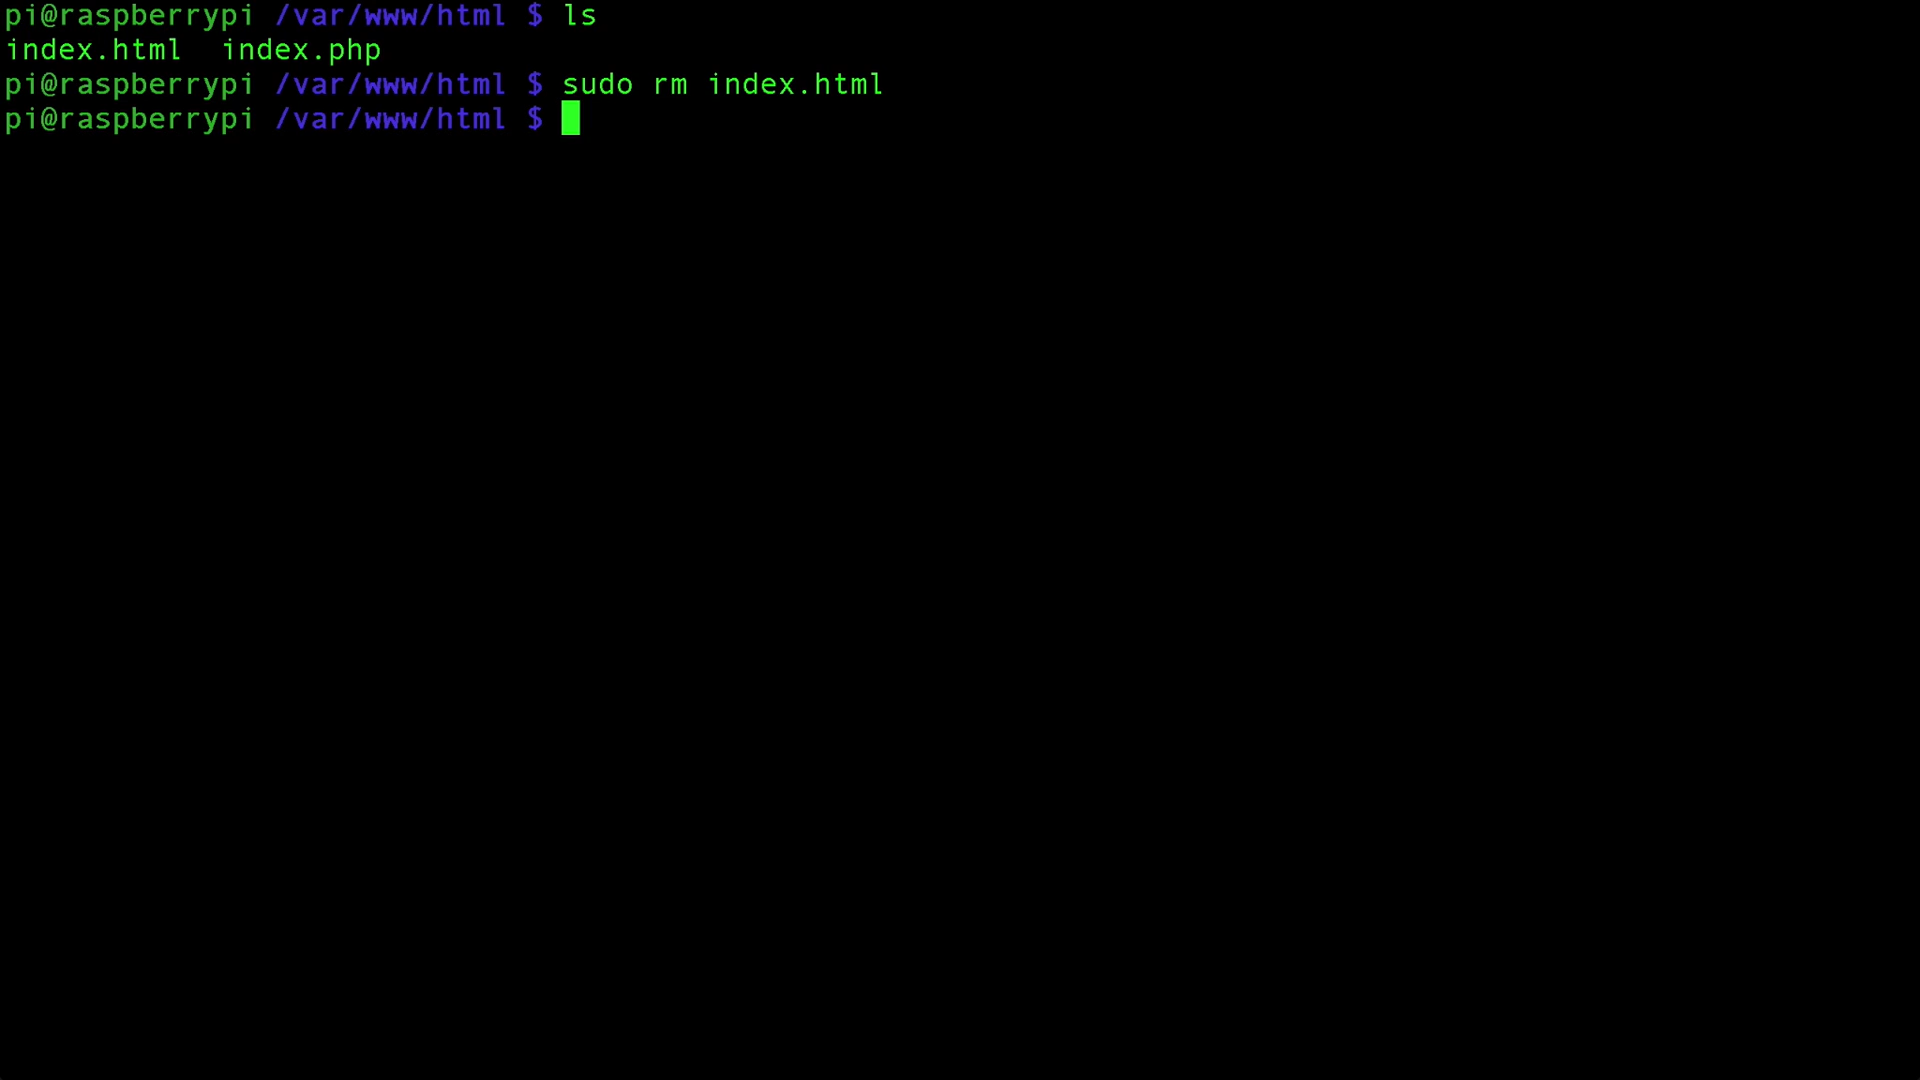 pi@raspberrypi /var/www/html $ ls
index.html  index.php
pi@raspberrypi /var/www/html $ sudo rm index.html
pi@raspberrypi /var/www/html $